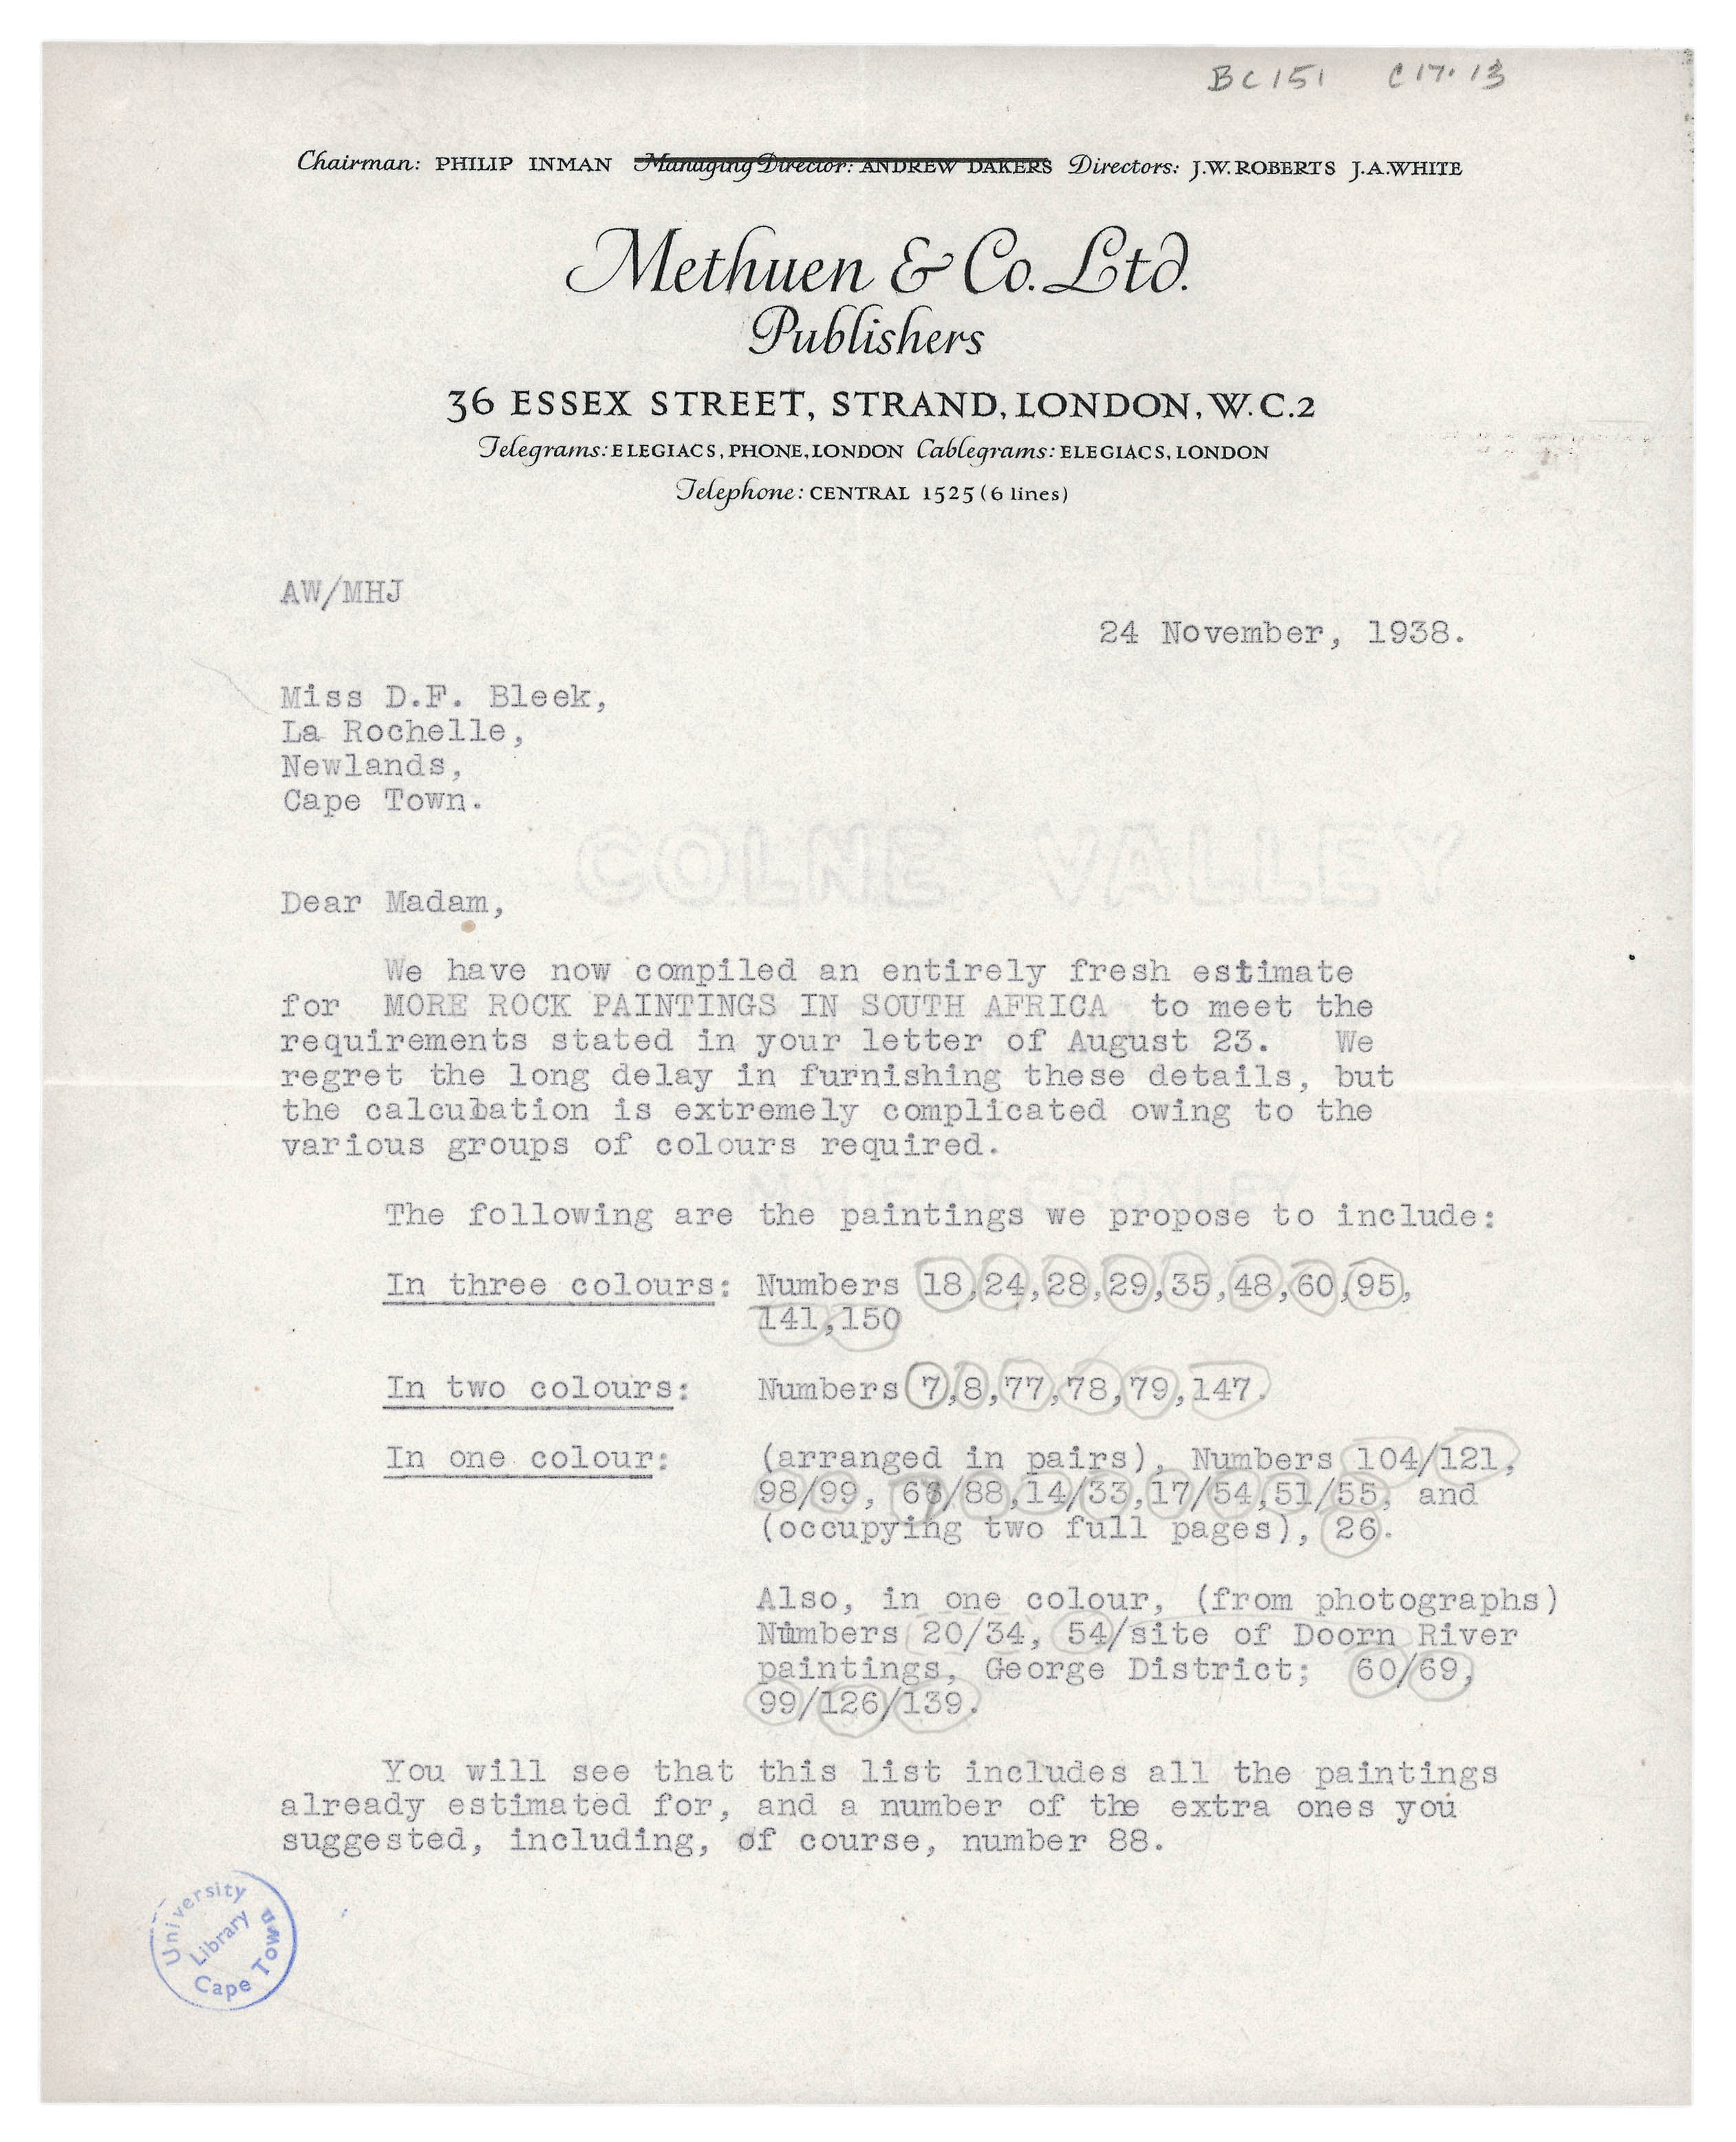 BC151 C17.13
Chairman: PHILIP INMAN Managing Director: ANDREW DAKERS Directors: J.W.ROBERTS J.A.WHITE
Methuen & Co. Ltd.
Publishers
36 ESSEX STREET, STRAND, LONDON, W.C.2
Telegrams: ELEGIACS, PHONE, LONDON Cablegrams: ELEGIACS, LONDON
Telephone: CENTRAL 1525 (6 lines)
AW/MHJ
24 November, 1938.
Miss D.F. Bleek,
La Rochelle,
Newlands,
Cape Town.
COLNE VALLEY
Dear Madam,
We have now compiled an entirely fresh estimate
for MORE ROCK PAINTINGS IN SOUTH AFRICA to meet the
requirements stated in your letter of August 23. We
regret the long delay in furnishing these details, but
the calculation is extremely complicated owing to the
various groups of colours required.
The following are the paintings we propose to include:
In three colours: Numbers 18,24,28,29,35,48,60,95,
141,150
In two colours: Numbers 7,8,77,78,79,147.
In one colour: (arranged in pairs), Numbers 104/121,
98/99, /88,14/33,17/54,51/55, and
(occupying two full pages), 26.
Also, in one colour, (from photographs)
Numbers 20/34, 54/site of Doorn River
paintings, George District; 60/69,
99/126/139.
You will see that this list includes all the paintings
already estimated for, and a number of the extra ones you
suggested, including, of course, number 88.
University
Library
Cape Town